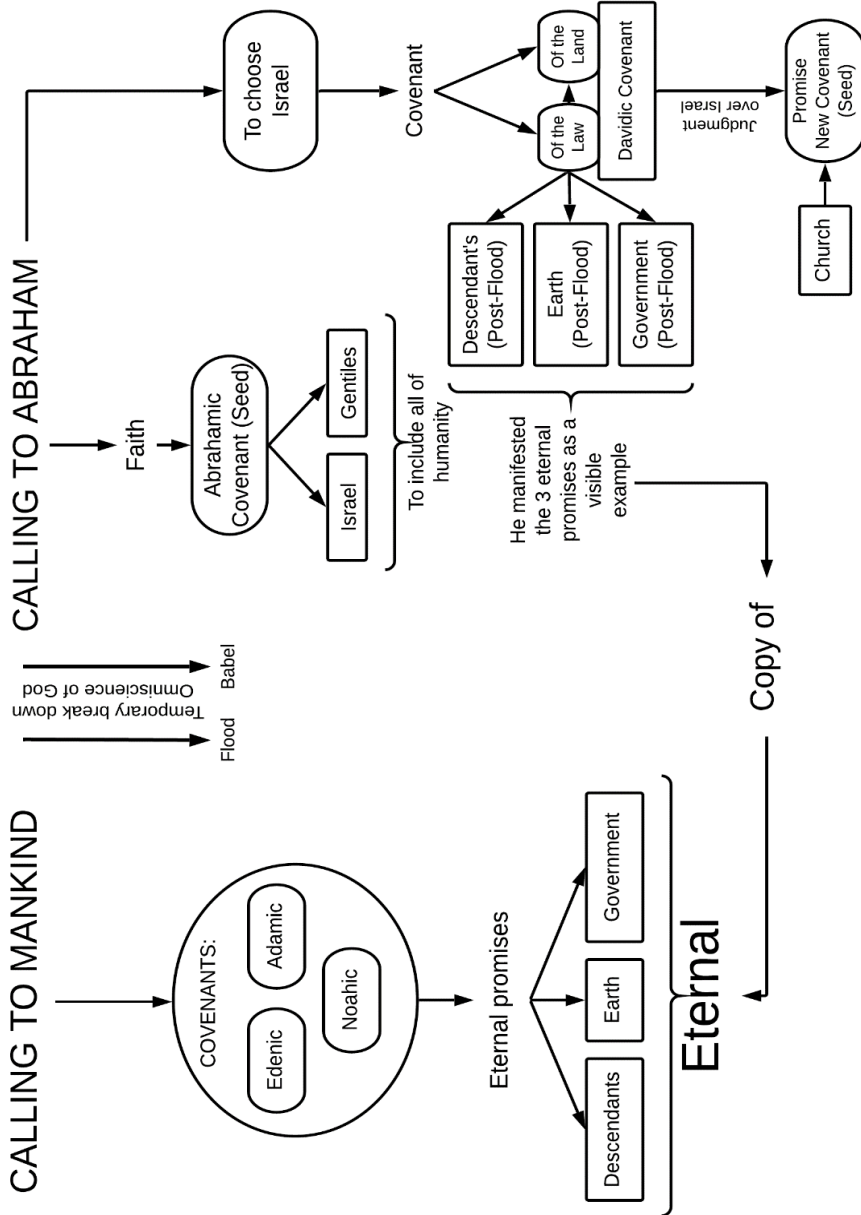 CALLING TO MANKIND
COVENANTS:
Edenic
Adamic
Noahic
Eternal promises
Descendants
Earth
Government
Eternal
Flood
Temporary break down
Omniscience of God
Babel
CALLING TO ABRAHAM
Faith
Abrahamic
Covenant (Seed)
Israel
Gentiles
To include all of
humanity
He manifested
the 3 eternal
promises as a
visible
example
Copy of
To choose
Israel
Covenant
Of the
Law
Of the
Land
Davidic Covenant
Descendant's
(Post-Flood)
Earth
(Post-Flood)
Government
(Post-Flood)
Judgment
over Israel
Church
Promise
New Covenant
(Seed)